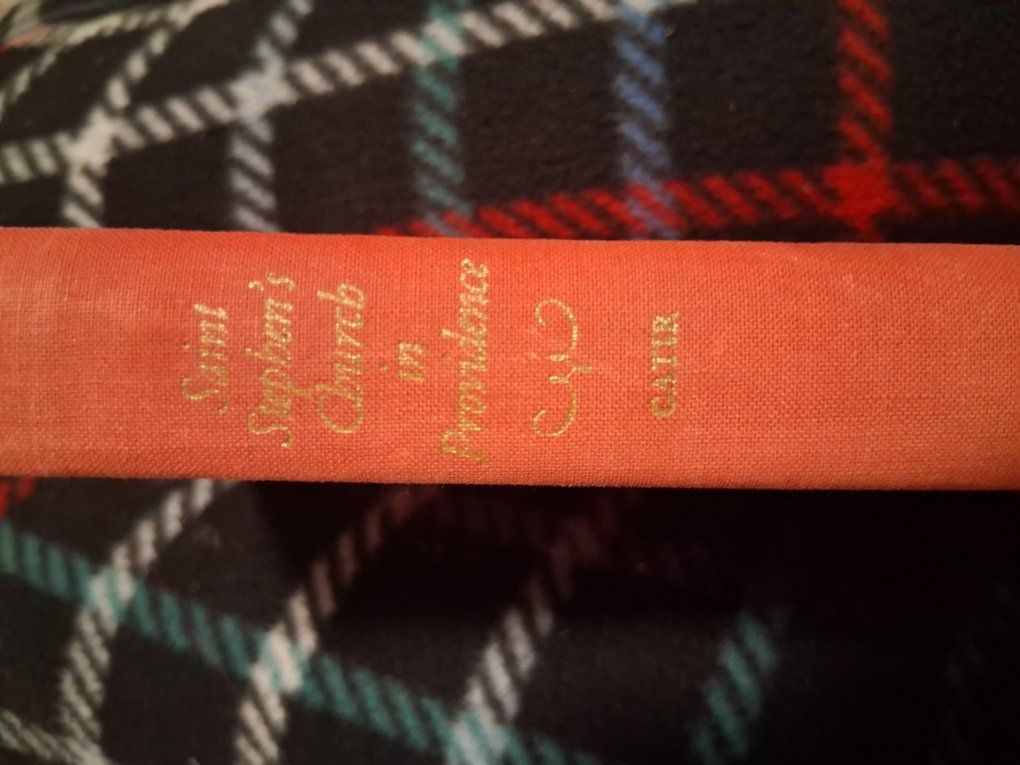 Saint
Stephen's
Church
in
Providence
CATIR